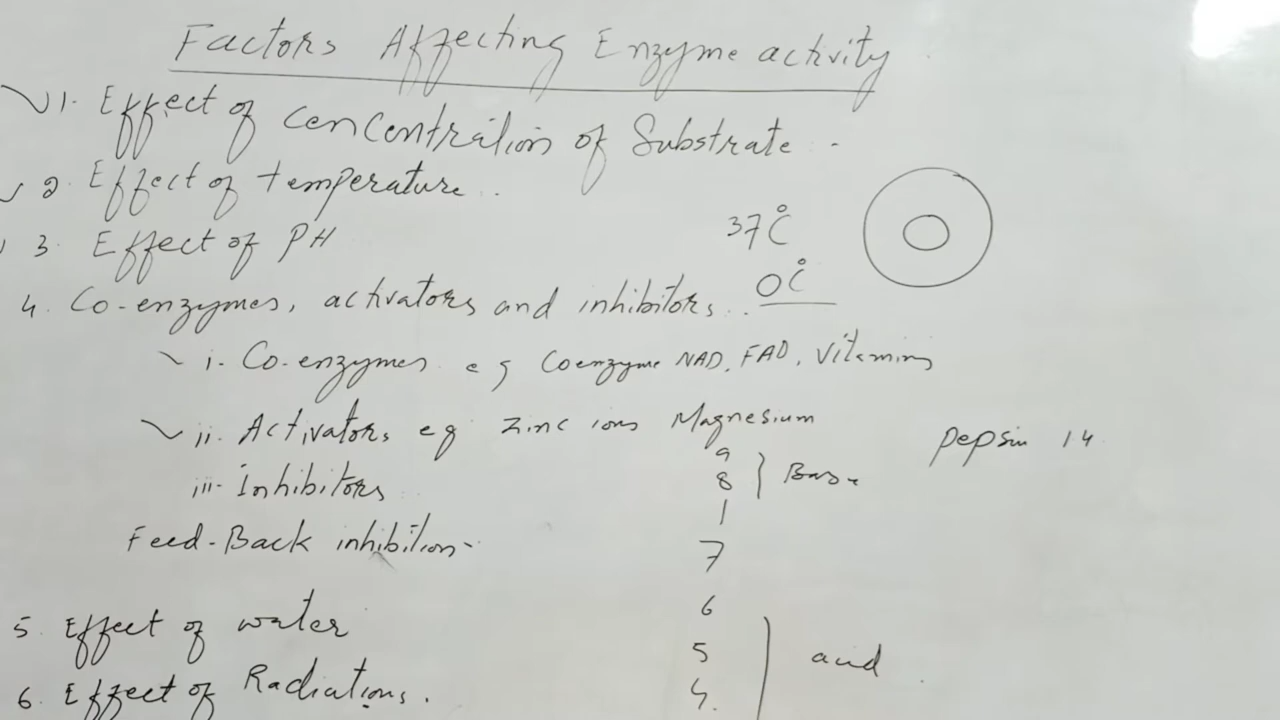 Factors Affecting Enzyme activity
1. Effect of Concentration of Substrate.
2. Effect of temperature.
3. Effect of PH
37°C
0°C
4. Co-enzymes, activators and inhibitors.
i. Co-enzymes eg Coenzyme NAD, FAD, Vitamins
ii. Activators eg Zinc ions Magnesium
pepsin 14
iii. Inhibitors
Feed-Back inhibition
9
8 Base
1
7
6
5 acid
4.
5. Effect of water
6. Effect of Radiations.